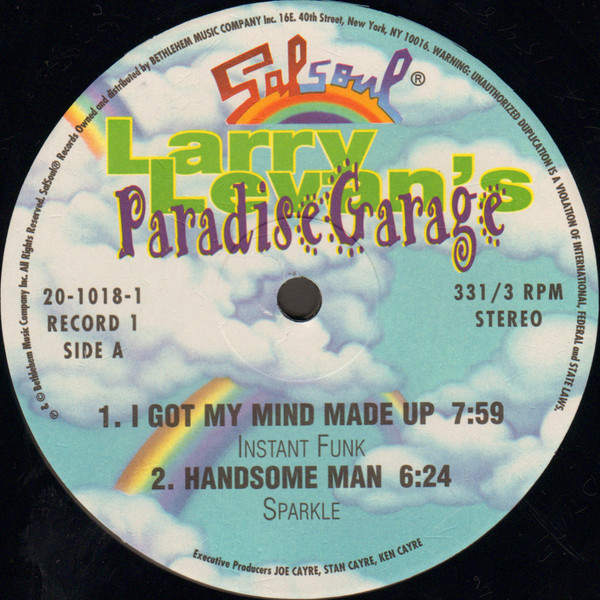 Salsoul®
Larry
Levan's
Paradise Garage
20-1018-1
RECORD 1
SIDE A
331/3 RPM
STEREO
1. I GOT MY MIND MADE UP 7:59
INSTANT FUNK
2. HANDSOME MAN 6:24
SPARKLE
Executive Producers JOE CAYRE, STAN CAYRE, KEN CAYRE
℗ © Bethlehem Music Company Inc. All Rights Reserved. SalSoul® Records Owned and distributed by BETHLEHEM MUSIC COMPANY Inc. 16E. 40th Street, New York, NY 10016. WARNING: UNAUTHORIZED DUPLICATION IS A VIOLATION OF INTERNATIONAL, FEDERAL and STATE LAWS.